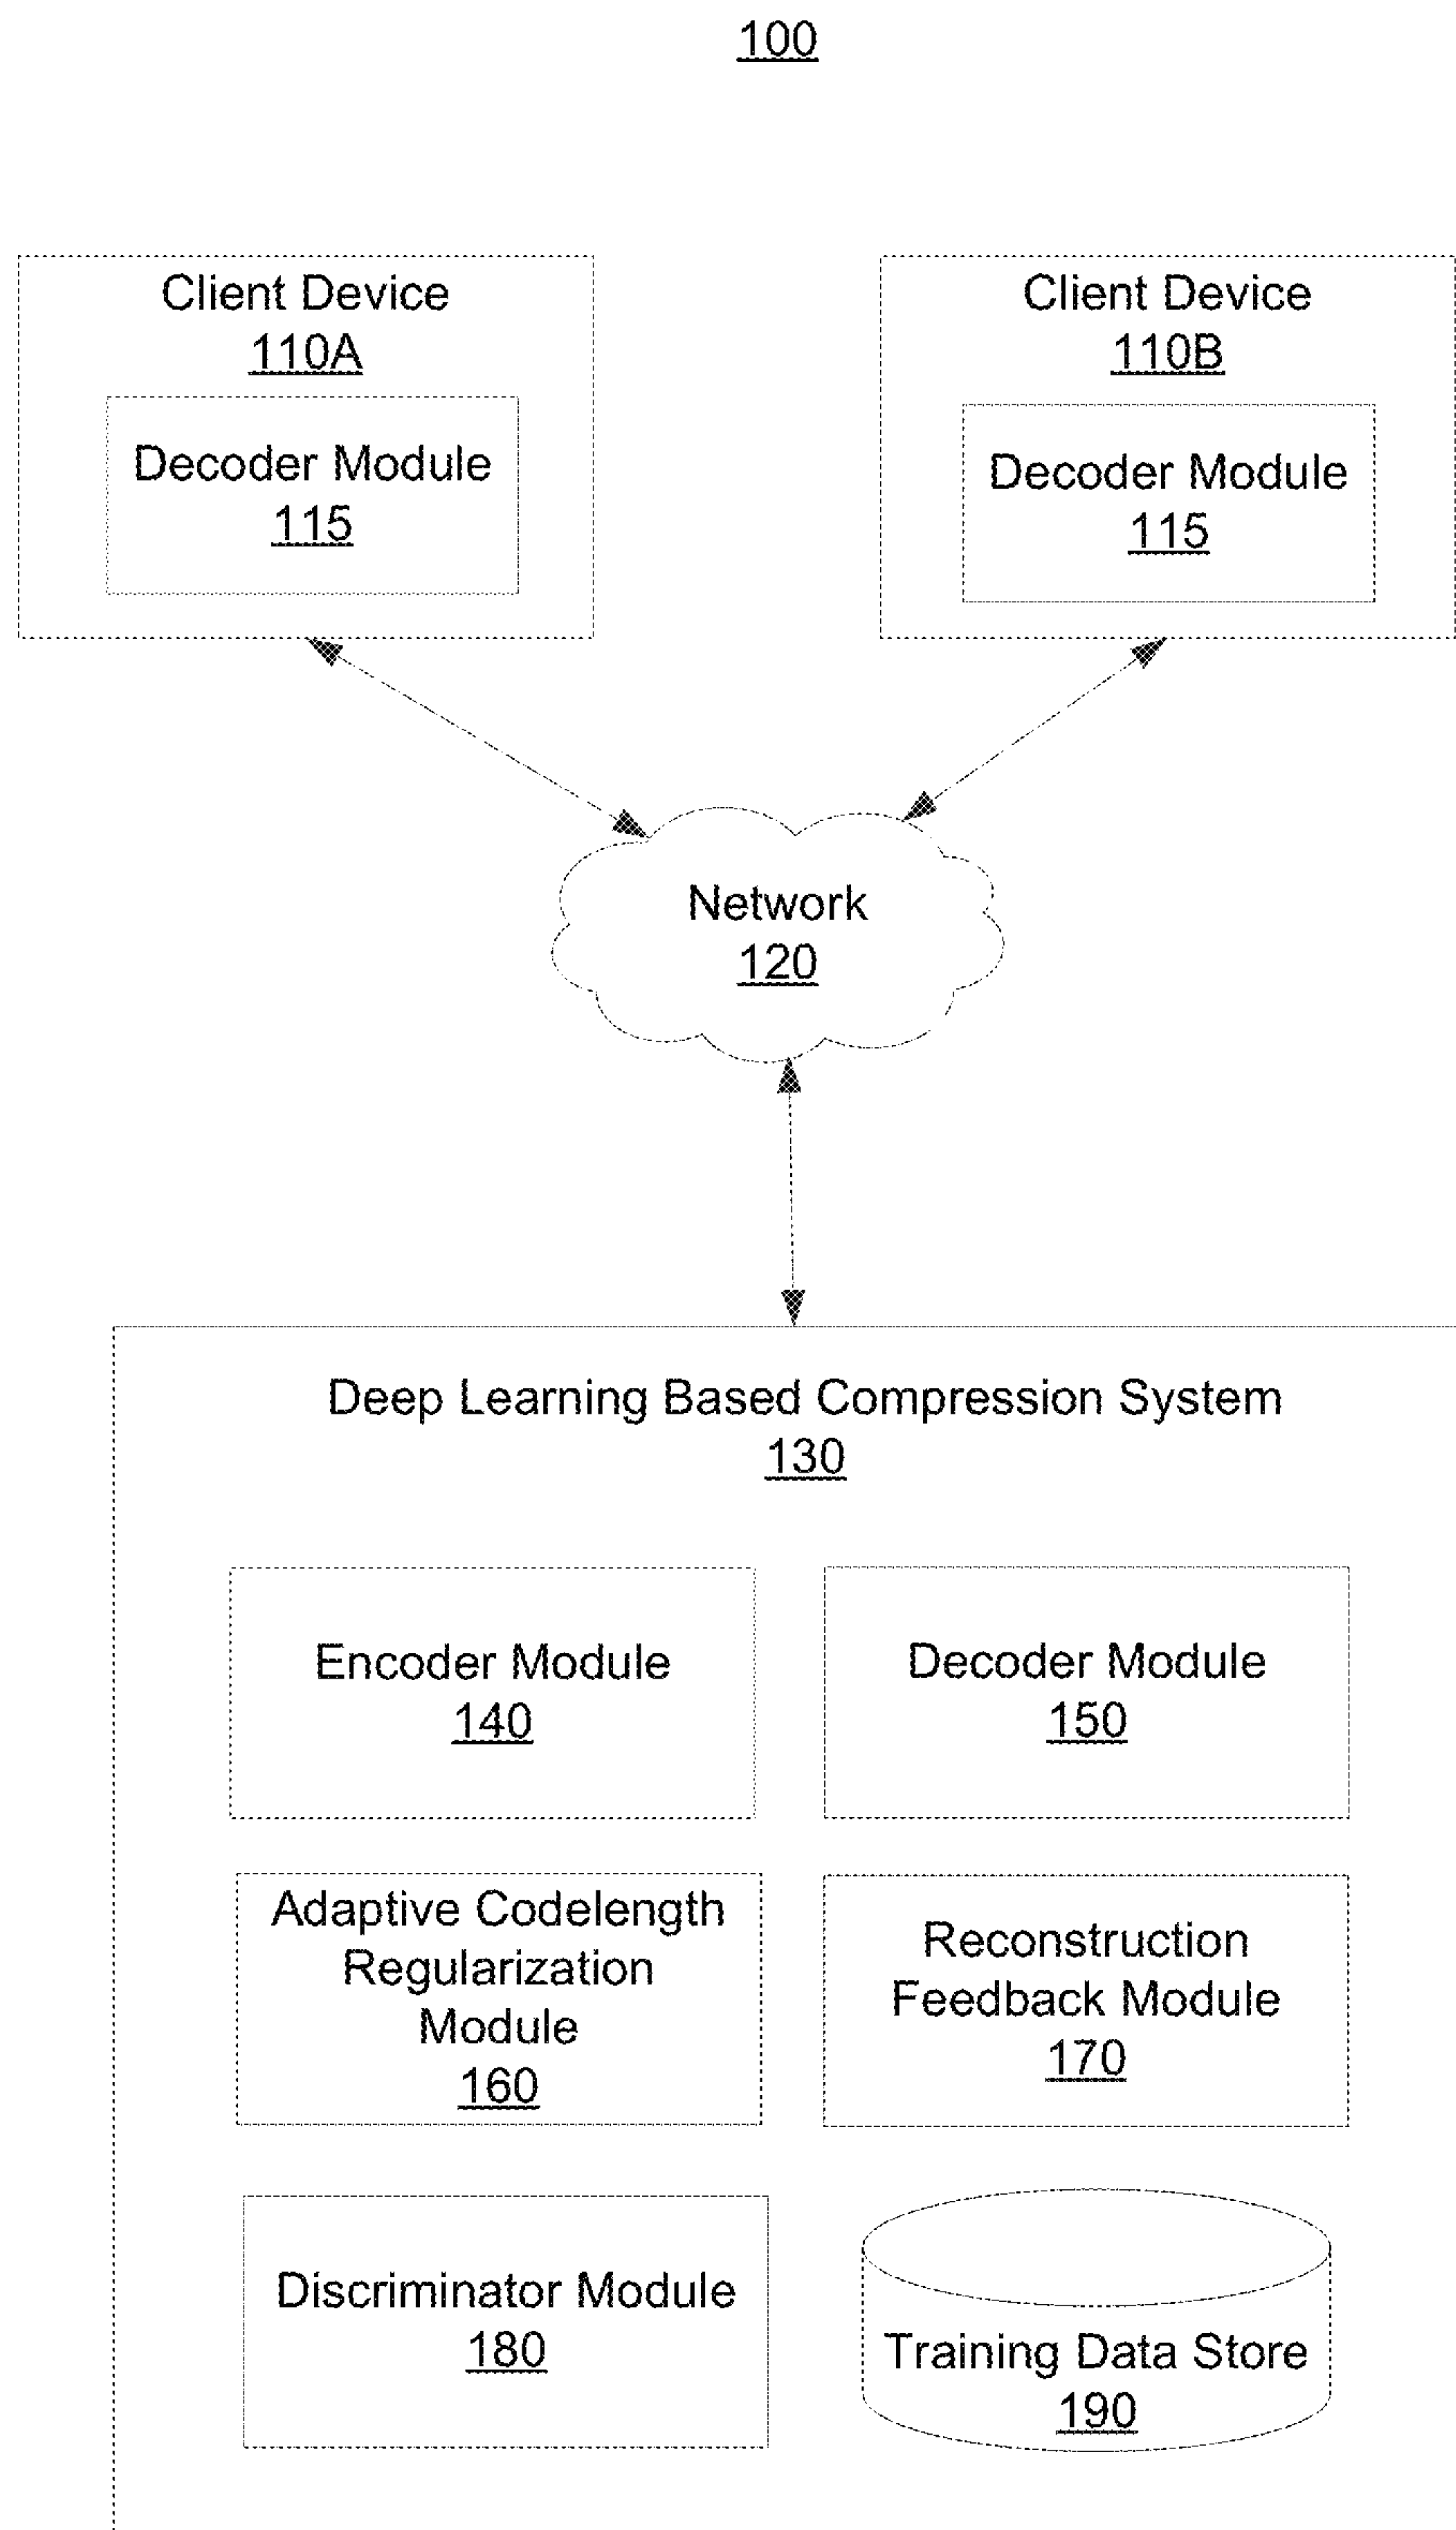 100
Client Device
110A
Decoder Module
115
Client Device
110B
Decoder Module
115
Network
120
Deep Learning Based Compression System
130
Encoder Module
140
Decoder Module
150
Adaptive Codelength
Regularization
Module
160
Reconstruction
Feedback Module
170
Discriminator Module
180
Training Data Store
190